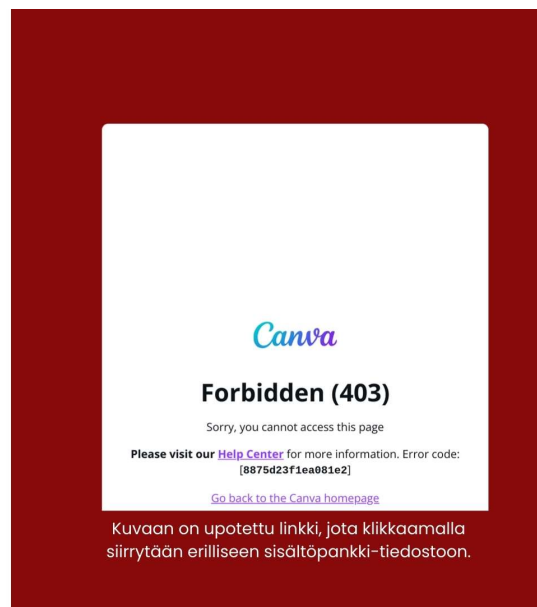 Canva
Forbidden (403)
Sorry, you cannot access this page
Please visit our Help Center for more information. Error code:
[8875d23f1ea081e2]
Go back to the Canva homepage
Kuvaan on upotettu linkki, jota klikkaamalla
siirrytään erilliseen sisältöpankki-tiedostoon.